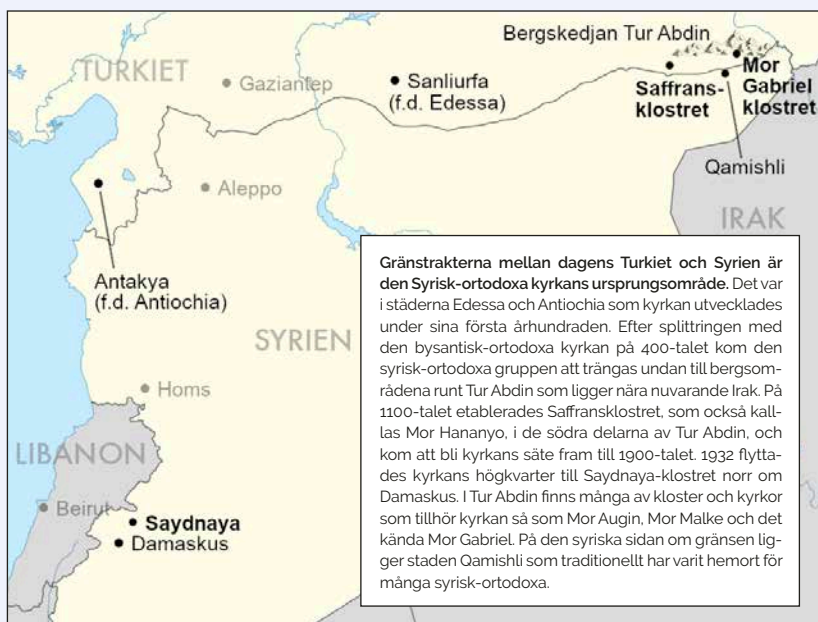 Bergskedjan Tur Abdin
TURKIET
Gaziantep
Sanliurfa
(f.d. Edessa)
Saffrans-
klostret
Mor
Gabriel
klostret
Qamishli
Aleppo
IRAK
Antakya
(f.d. Antiochia)
SYRIEN
Homs
LIBANON
Beirut
Saydnaya
Damaskus
Gränstrakterna mellan dagens Turkiet och Syrien är
den Syrisk-ortodoxa kyrkans ursprungsområde. Det var
i städerna Edessa och Antiochia som kyrkan utvecklades
under sina första århundraden. Efter splittringen med
den bysantisk-ortodoxa kyrkan på 400-talet kom den
syrisk-ortodoxa gruppen att trängas undan till bergsom-
rådena runt Tur Abdin som ligger nära nuvarande Irak. På
1100-talet etablerades Saffransklostret, som också kall-
las Mor Hananyo, i de södra delarna av Tur Abdin, och
kom att bli kyrkans säte fram till 1900-talet. 1932 flytta-
des kyrkans högkvarter till Saydnaya-klostret norr om
Damaskus. I Tur Abdin finns många av kloster och kyrkor
som tillhör kyrkan så som Mor Augin, Mor Malke och det
kända Mor Gabriel. På den syriska sidan om gränsen lig-
ger staden Qamishli som traditionellt har varit hemort för
många syrisk-ortodoxa.